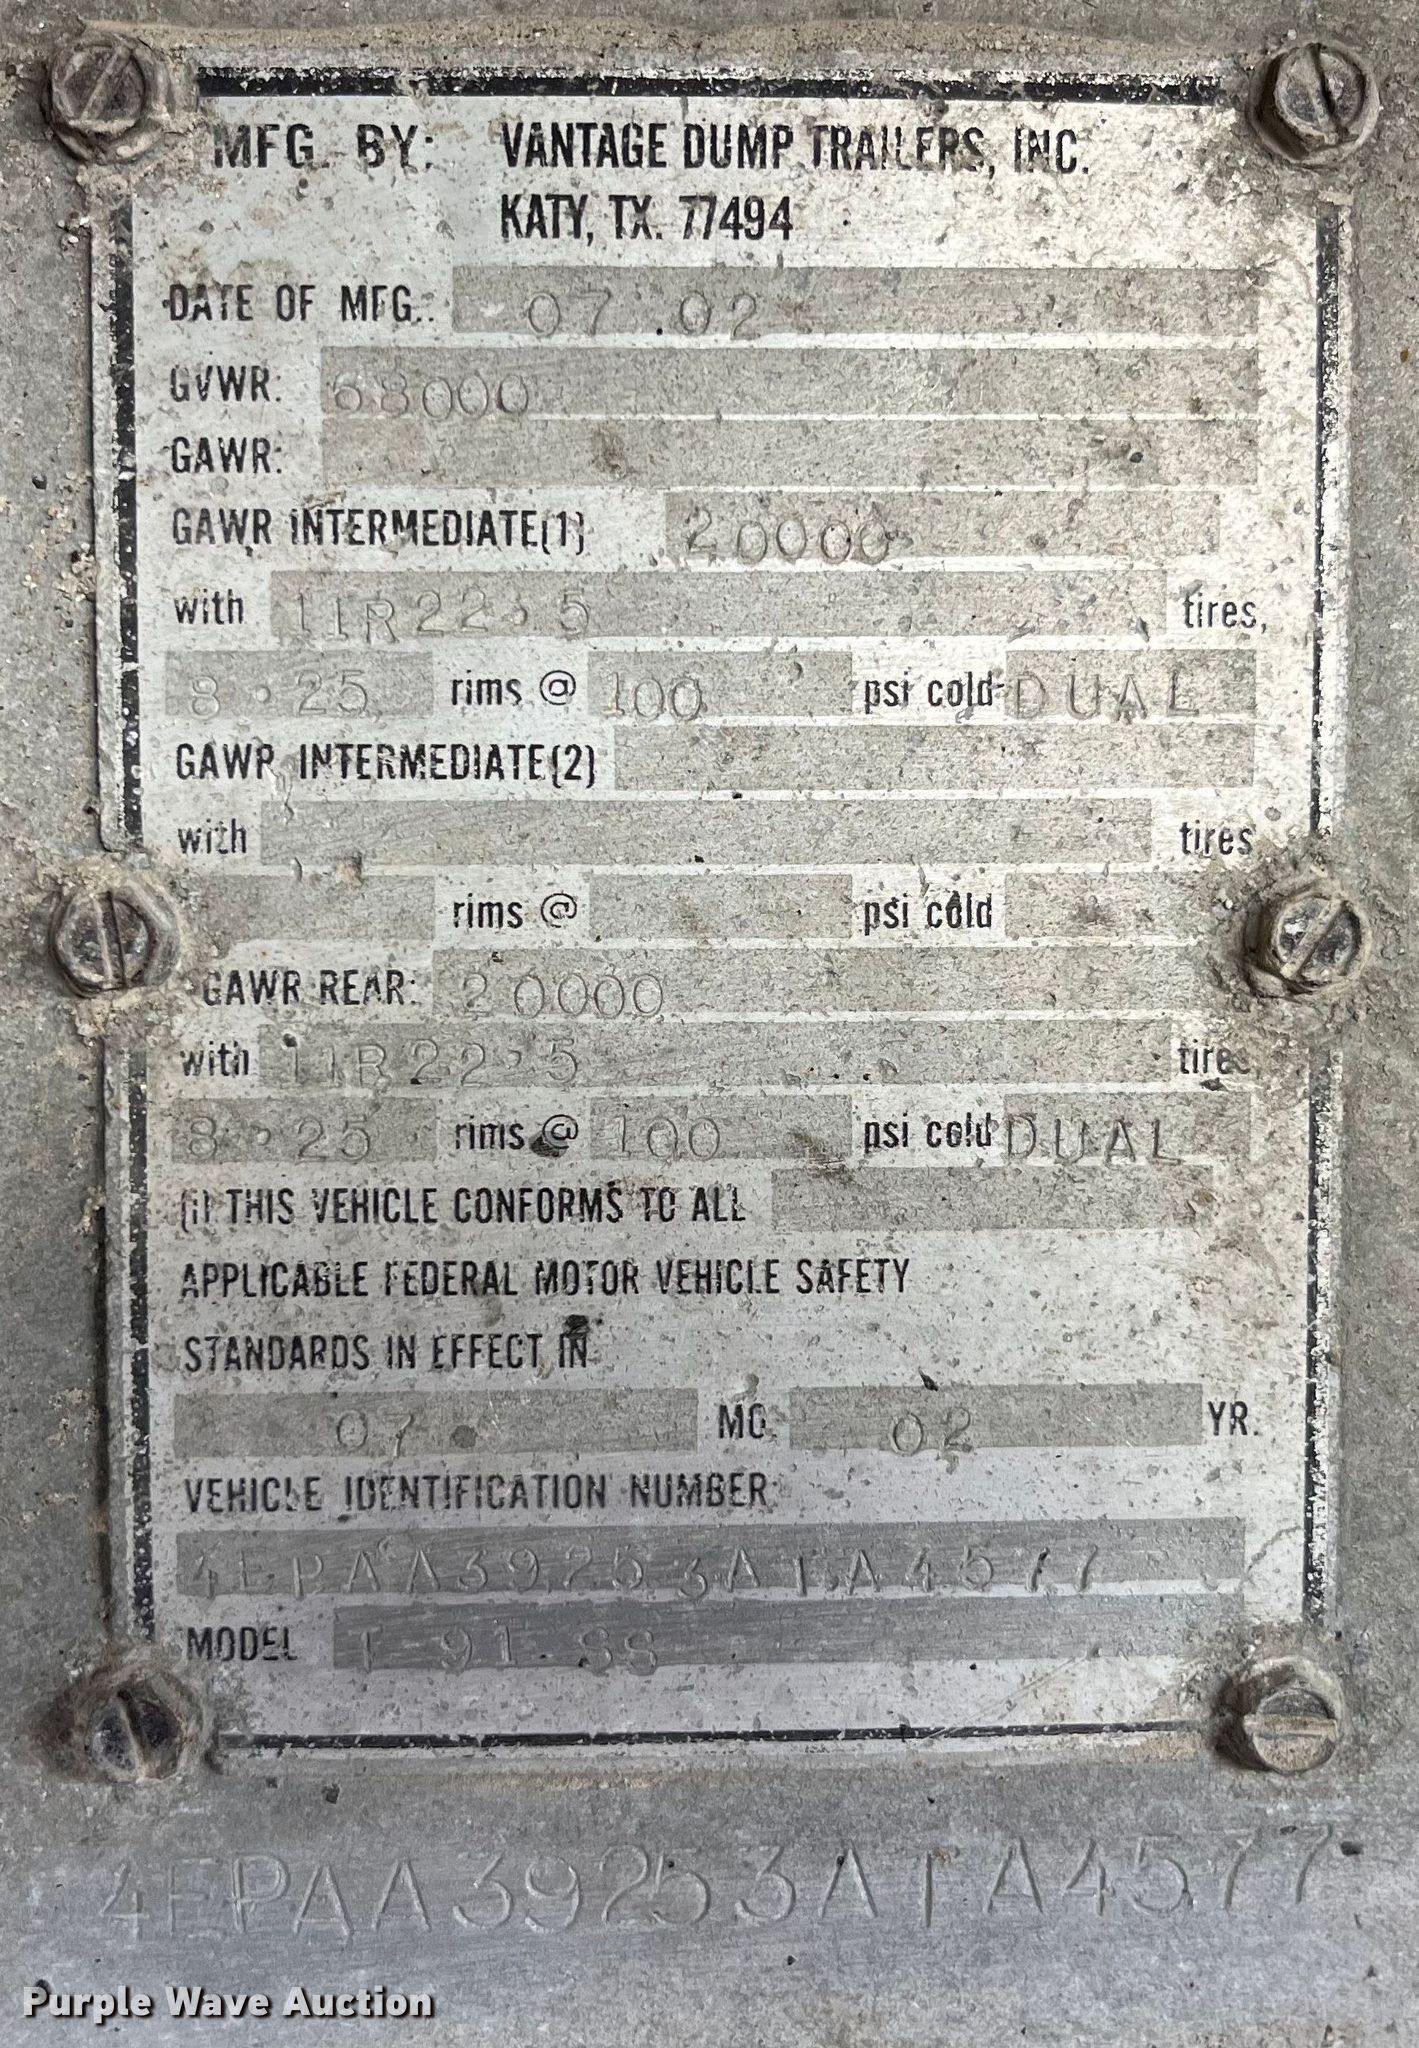 MFG. BY: VANTAGE DUMP TRAILERS, INC.
KATY, TX. 77494
DATE OF MFG.: 07.02
GVWR: 68000
GAWR:
GAWR INTERMEDIATE(1) 20000
with 11R22.5 tires,
8.25 rims @ 100 psi cold DUAL
GAWR INTERMEDIATE(2)
with tires
rims @ psi cold
GAWR REAR: 20000
with 11R22.5 tires,
8.25 rims @ 100 psi cold DUAL
(i) THIS VEHICLE CONFORMS TO ALL
APPLICABLE FEDERAL MOTOR VEHICLE SAFETY
STANDARDS IN EFFECT IN
07 MO. 02 YR.
VEHICLE IDENTIFICATION NUMBER:
4EPAA39253ATA4577
MODEL T 91 SS
4EPAA39253ATA4577
Purple Wave Auction